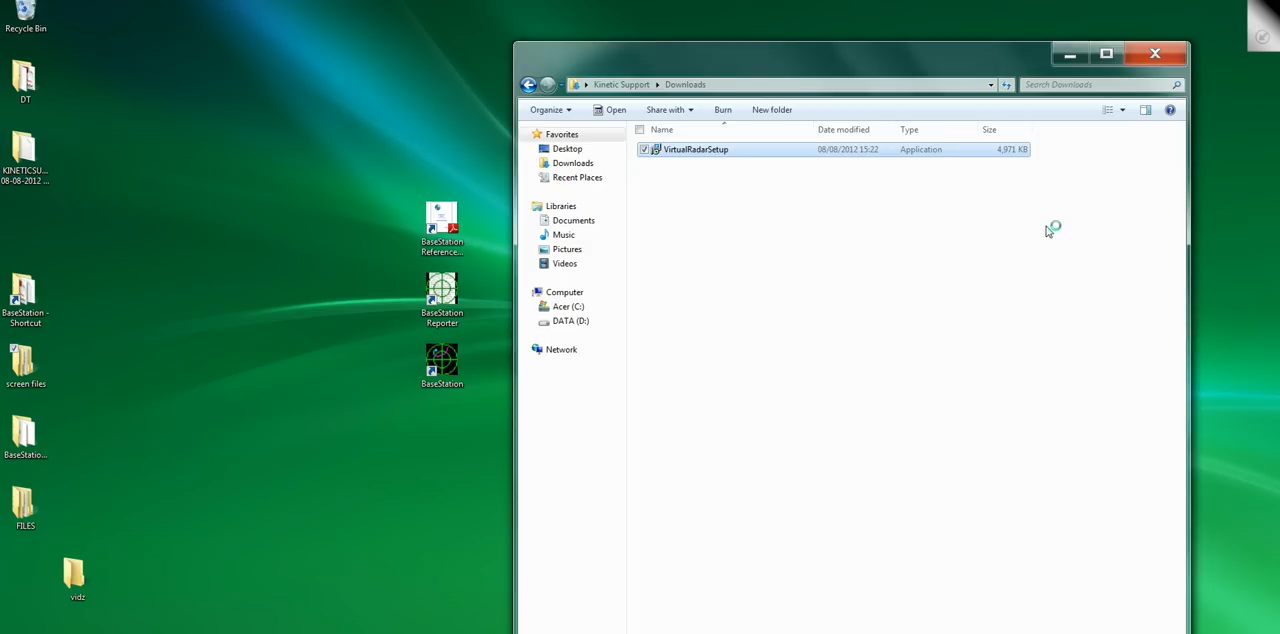 Recycle Bin
DT
KINETICSU...
08-08-2012 ...
BaseStation -
Shortcut
screen files
BaseStatio...
FILES
vidz
BaseStation
Reference...
BaseStation
Reporter
BaseStation
Kinetic Support
Downloads
Search Downloads
Organize
Open
Share with
Burn
New folder
Favorites
Desktop
Downloads
Recent Places
Libraries
Documents
Music
Pictures
Videos
Computer
Acer (C:)
DATA (D:)
Network
Name Date modified Type Size
VirtualRadarSetup 08/08/2012 15:22 Application 4,971 KB